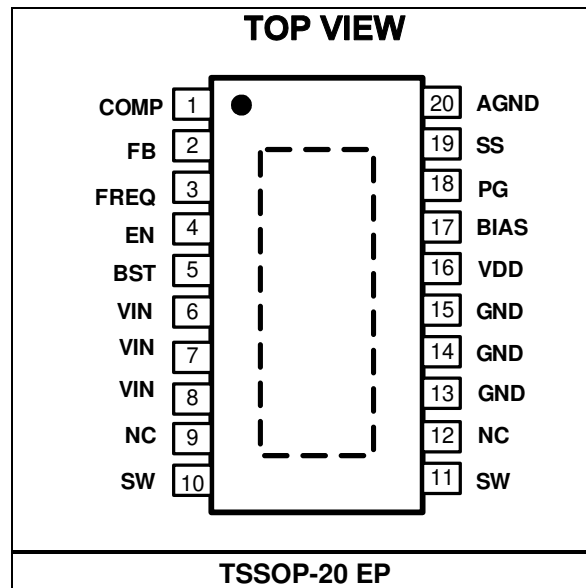 TOP VIEW
COMP 1 20 AGND
FB 2 19 SS
FREQ 3 18 PG
EN 4 17 BIAS
BST 5 16 VDD
VIN 6 15 GND
VIN 7 14 GND
VIN 8 13 GND
NC 9 12 NC
SW 10 11 SW
TSSOP-20 EP